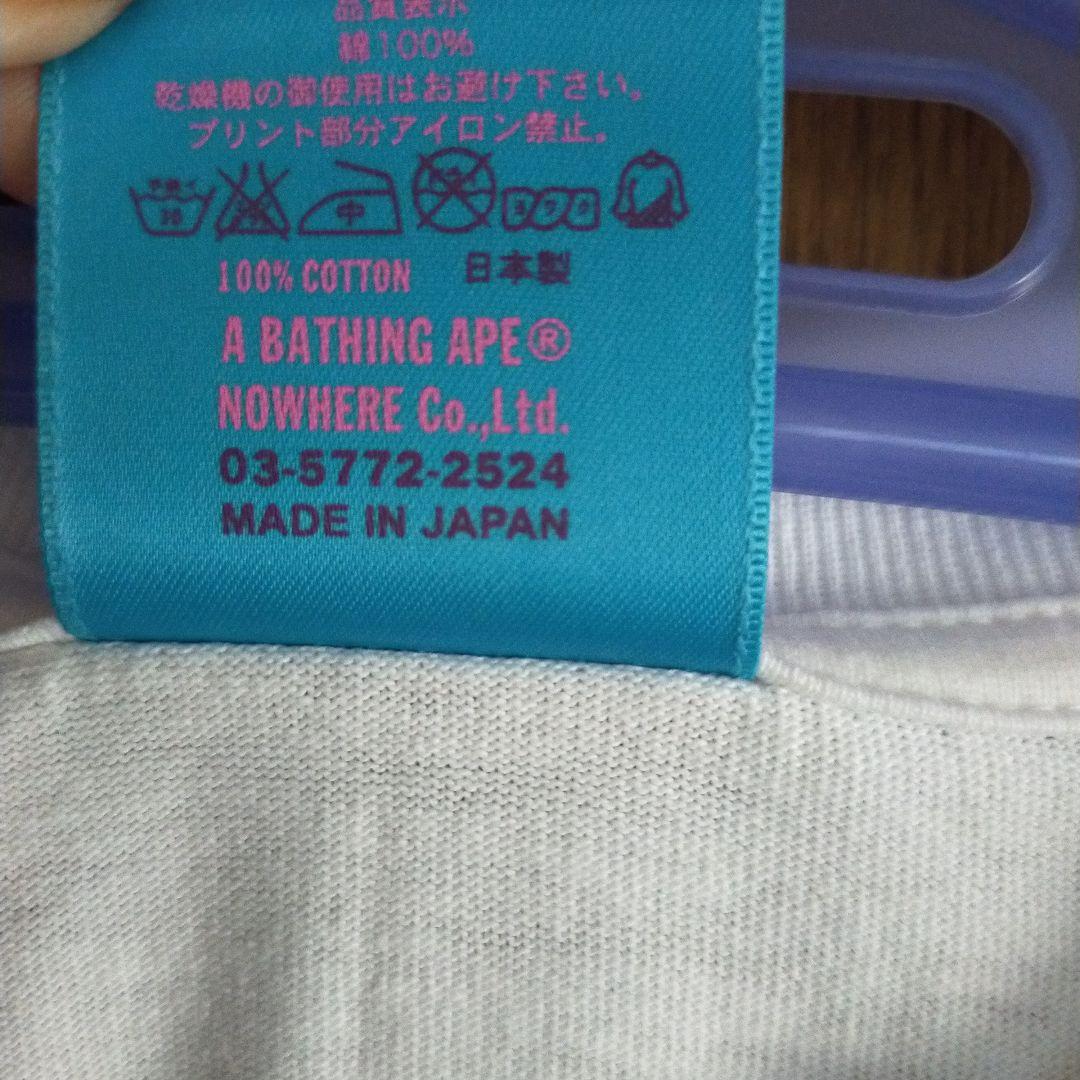 品質表示
綿100%
乾燥機の御使用はお避け下さい。
プリント部分アイロン禁止。
中
100% COTTON 日本製
A BATHING APE®
NOWHERE Co.,Ltd.
03-5772-2524
MADE IN JAPAN